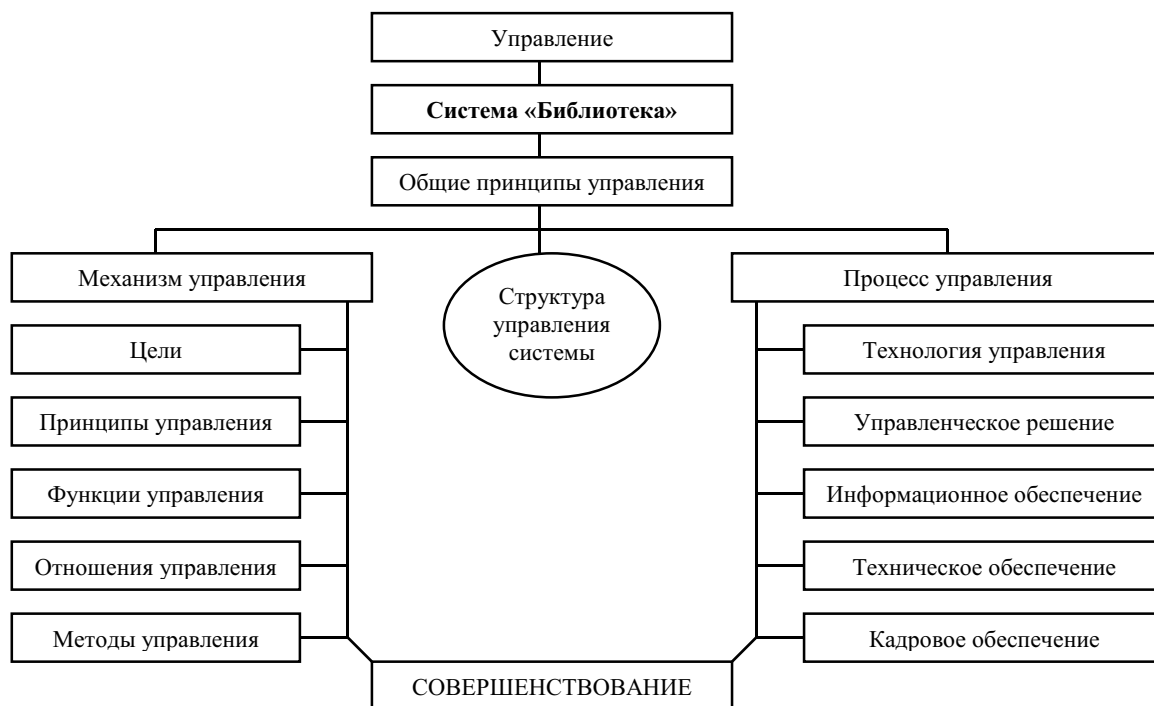 Управление
Система «Библиотека»
Общие принципы управления
Механизм управления
Структура
управления
системы
Процесс управления
Цели
Технология управления
Принципы управления
Управленческое решение
Функции управления
Информационное обеспечение
Отношения управления
Техническое обеспечение
Методы управления
Кадровое обеспечение
СОВЕРШЕНСТВОВАНИЕ